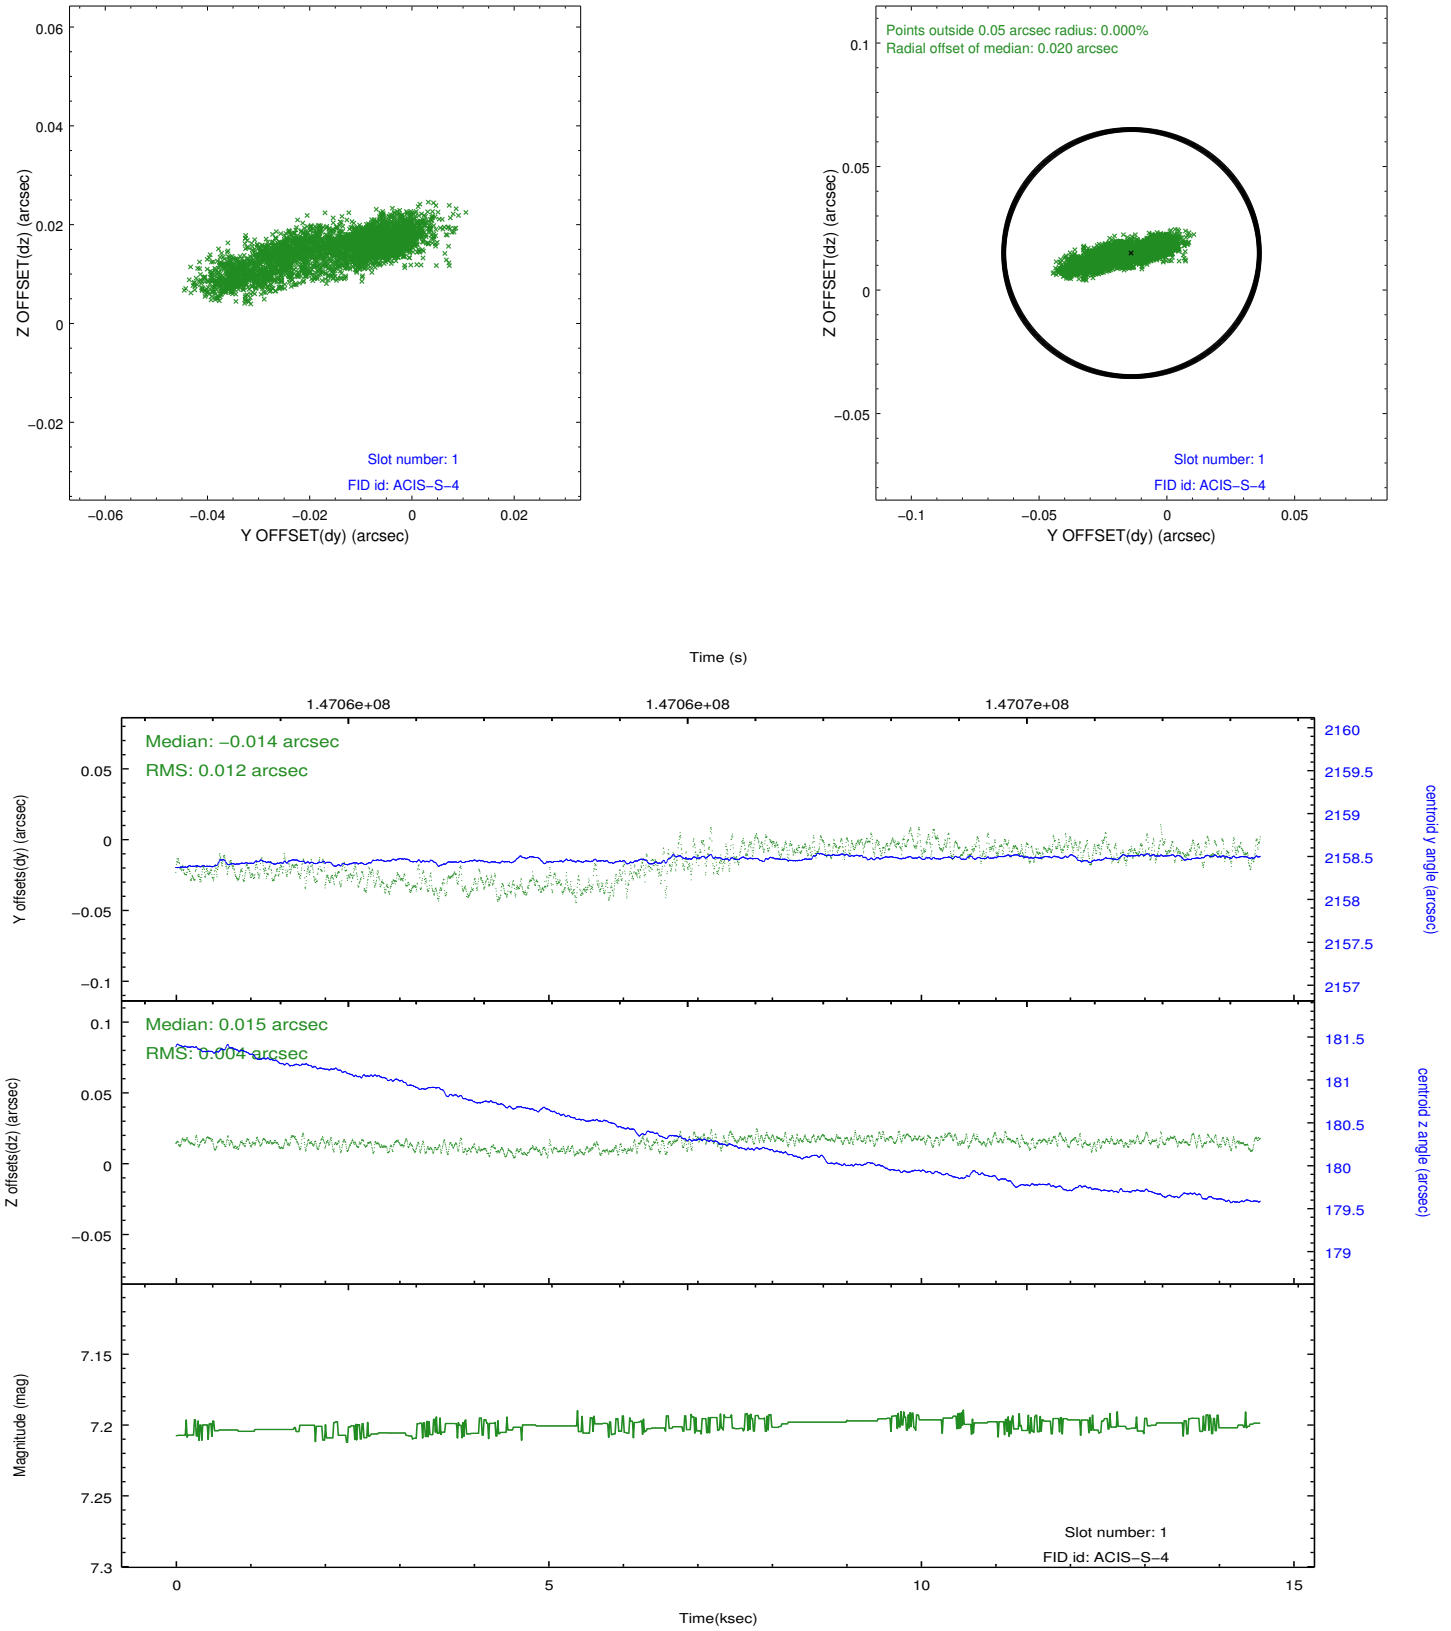 0.06
0.04
0.02
0
−0.02
Z OFFSET(dz) (arcsec)
Slot number: 1
FID id: ACIS−S−4
−0.06
−0.04
−0.02
0
0.02
Y OFFSET(dy) (arcsec)
Points outside 0.05 arcsec radius: 0.000%
Radial offset of median: 0.020 arcsec
0.1
0.05
0
−0.05
Z OFFSET(dz) (arcsec)
Slot number: 1
FID id: ACIS−S−4
−0.1
−0.05
0
0.05
Y OFFSET(dy) (arcsec)
Time (s)
1.4706e+08
1.4706e+08
1.4707e+08
Median: −0.014 arcsec
RMS: 0.012 arcsec
0.05
0
−0.05
−0.1
Y offsets(dy) (arcsec)
2160
2159.5
2159
2158.5
2158
2157.5
2157
centroid y angle (arcsec)
Median: 0.015 arcsec
RMS: 0.004 arcsec
0.1
0.05
0
−0.05
Z offsets(dz) (arcsec)
181.5
181
180.5
180
179.5
179
centroid z angle (arcsec)
7.15
7.2
7.25
7.3
Magnitude (mag)
Slot number: 1
FID id: ACIS−S−4
0
5
10
15
Time(ksec)